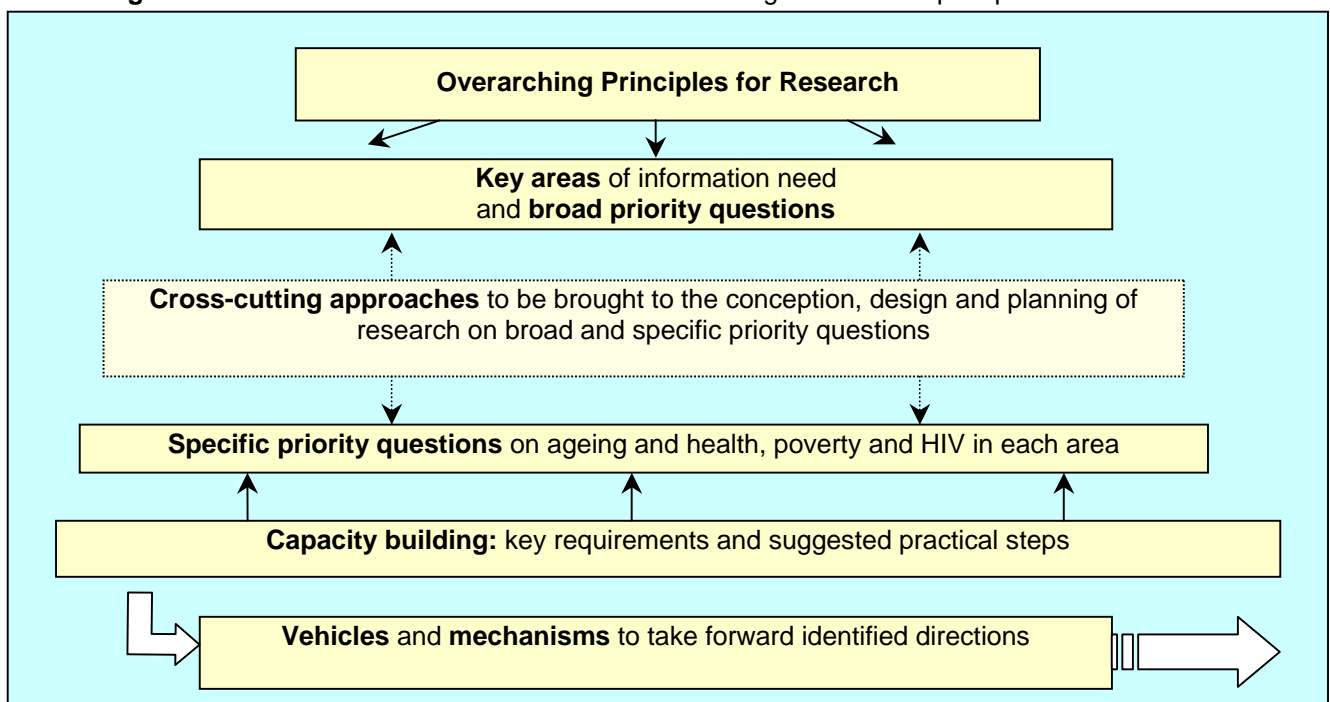 Overarching Principles for Research
Key areas of information need
and broad priority questions
Cross-cutting approaches to be brought to the conception, design and planning of
research on broad and specific priority questions
Specific priority questions on ageing and health, poverty and HIV in each area
Capacity building: key requirements and suggested practical steps
Vehicles and mechanisms to take forward identified directions